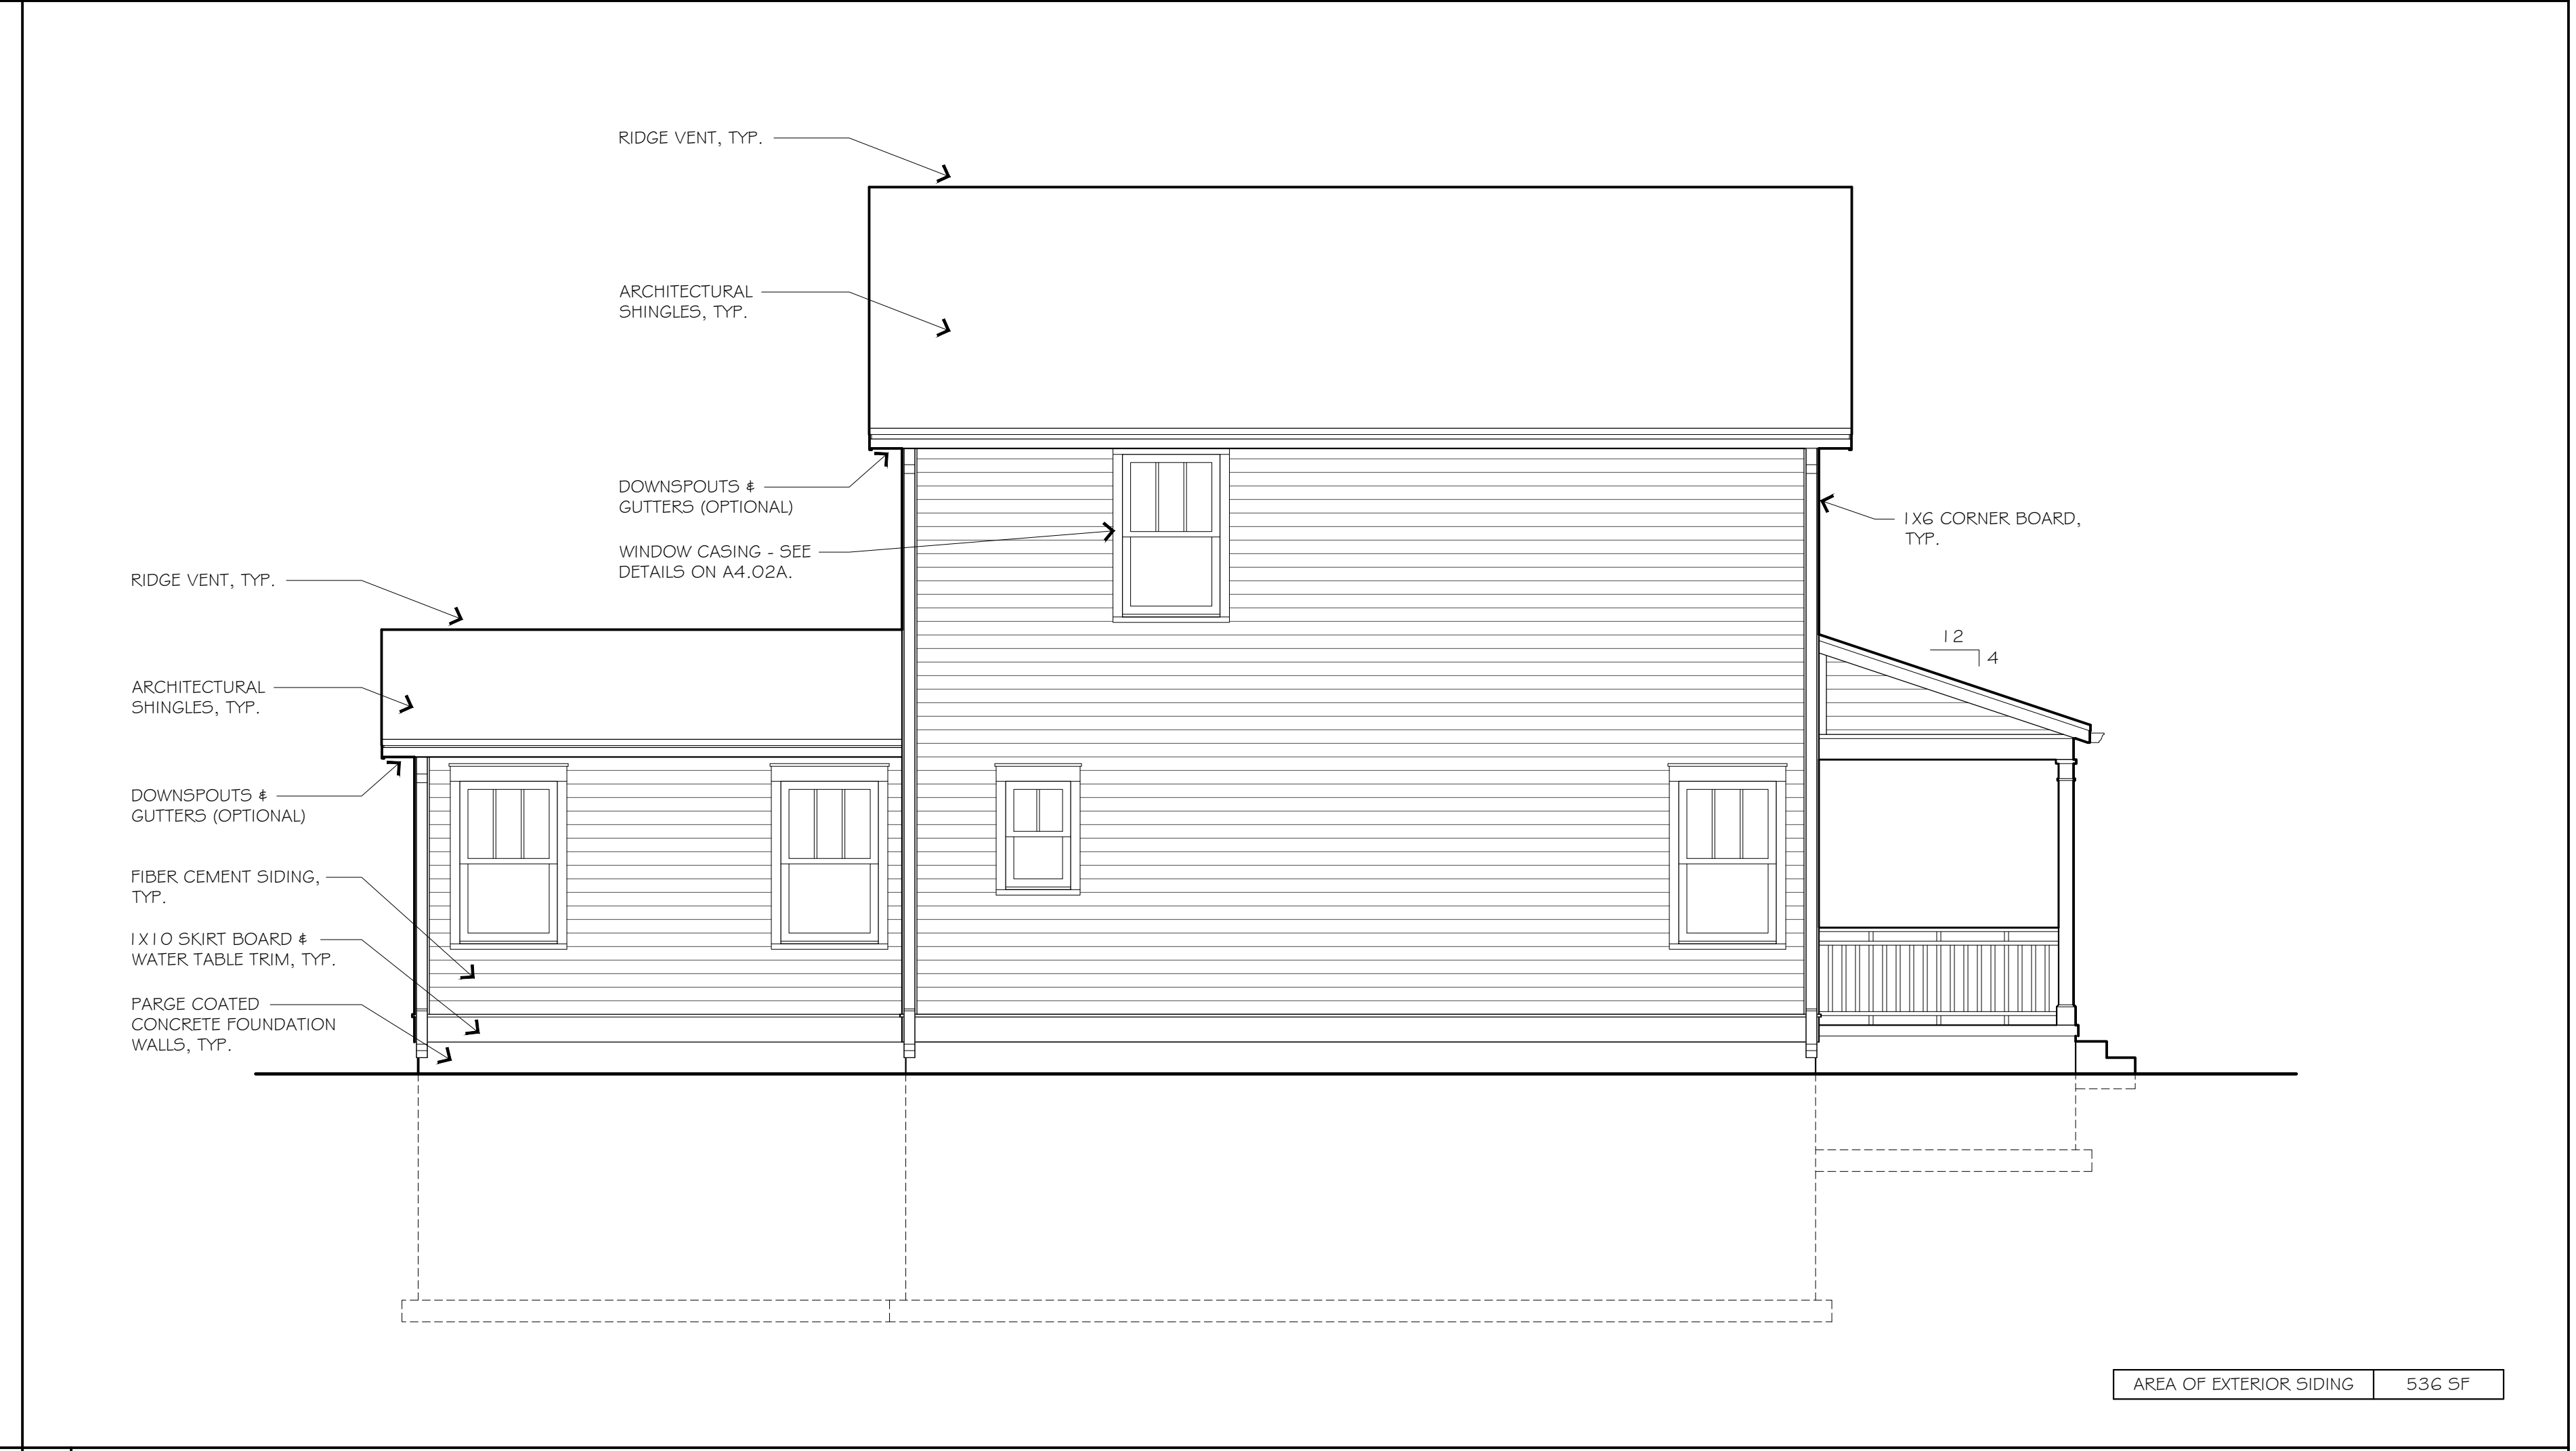 RIDGE VENT, TYP.
ARCHITECTURAL
SHINGLES, TYP.
DOWNSPOUTS &
GUTTERS (OPTIONAL)
WINDOW CASING - SEE
DETAILS ON A4.02A.
1X6 CORNER BOARD,
TYP.
RIDGE VENT, TYP.
12
4
ARCHITECTURAL
SHINGLES, TYP.
DOWNSPOUTS &
GUTTERS (OPTIONAL)
FIBER CEMENT SIDING,
TYP.
1X10 SKIRT BOARD &
WATER TABLE TRIM, TYP.
PARGE COATED
CONCRETE FOUNDATION
WALLS, TYP.
AREA OF EXTERIOR SIDING 536 SF